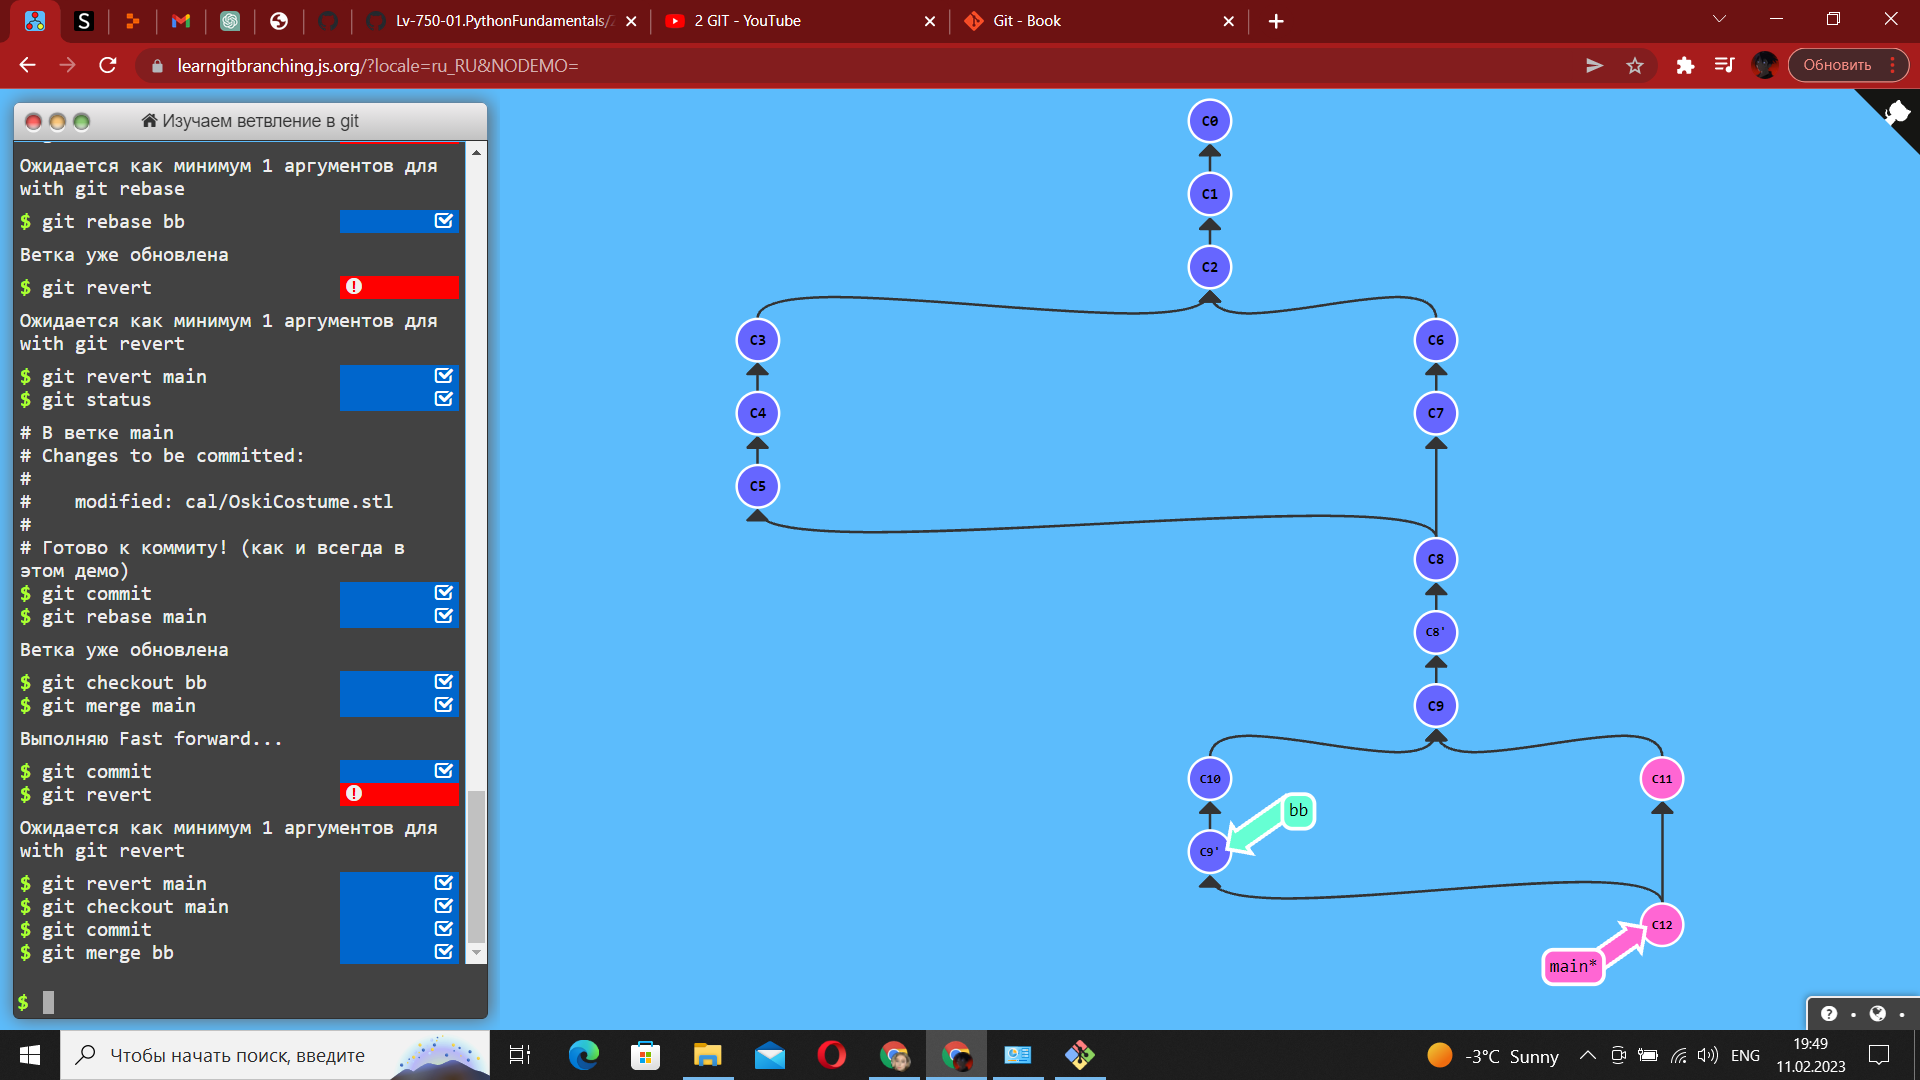 Lv-750-01.PythonFundamentals/
2 GIT - YouTube
Git - Book
learngitbranching.js.org/?locale=ru_RU&NODEMO=
Обновить
Изучаем ветвление в git
Ожидается как минимум 1 аргументов для
with git rebase
$ git rebase bb
Ветка уже обновлена
$ git revert
Ожидается как минимум 1 аргументов для
with git revert
$ git revert main
$ git status
# В ветке main
# Changes to be committed:
#
#    modified: cal/OskiCostume.stl
#
# Готово к коммиту! (как и всегда в
этом демо)
$ git commit
$ git rebase main
Ветка уже обновлена
$ git checkout bb
$ git merge main
Выполняю Fast forward...
$ git commit
$ git revert
Ожидается как минимум 1 аргументов для
with git revert
$ git revert main
$ git checkout main
$ git commit
$ git merge bb
$
C0
C1
C2
C3
C6
C4
C7
C5
C8
C8'
C9
C10
C11
bb
C9'
C12
main*
Чтобы начать поиск, введите
-3°C Sunny
ENG
19:49
11.02.2023